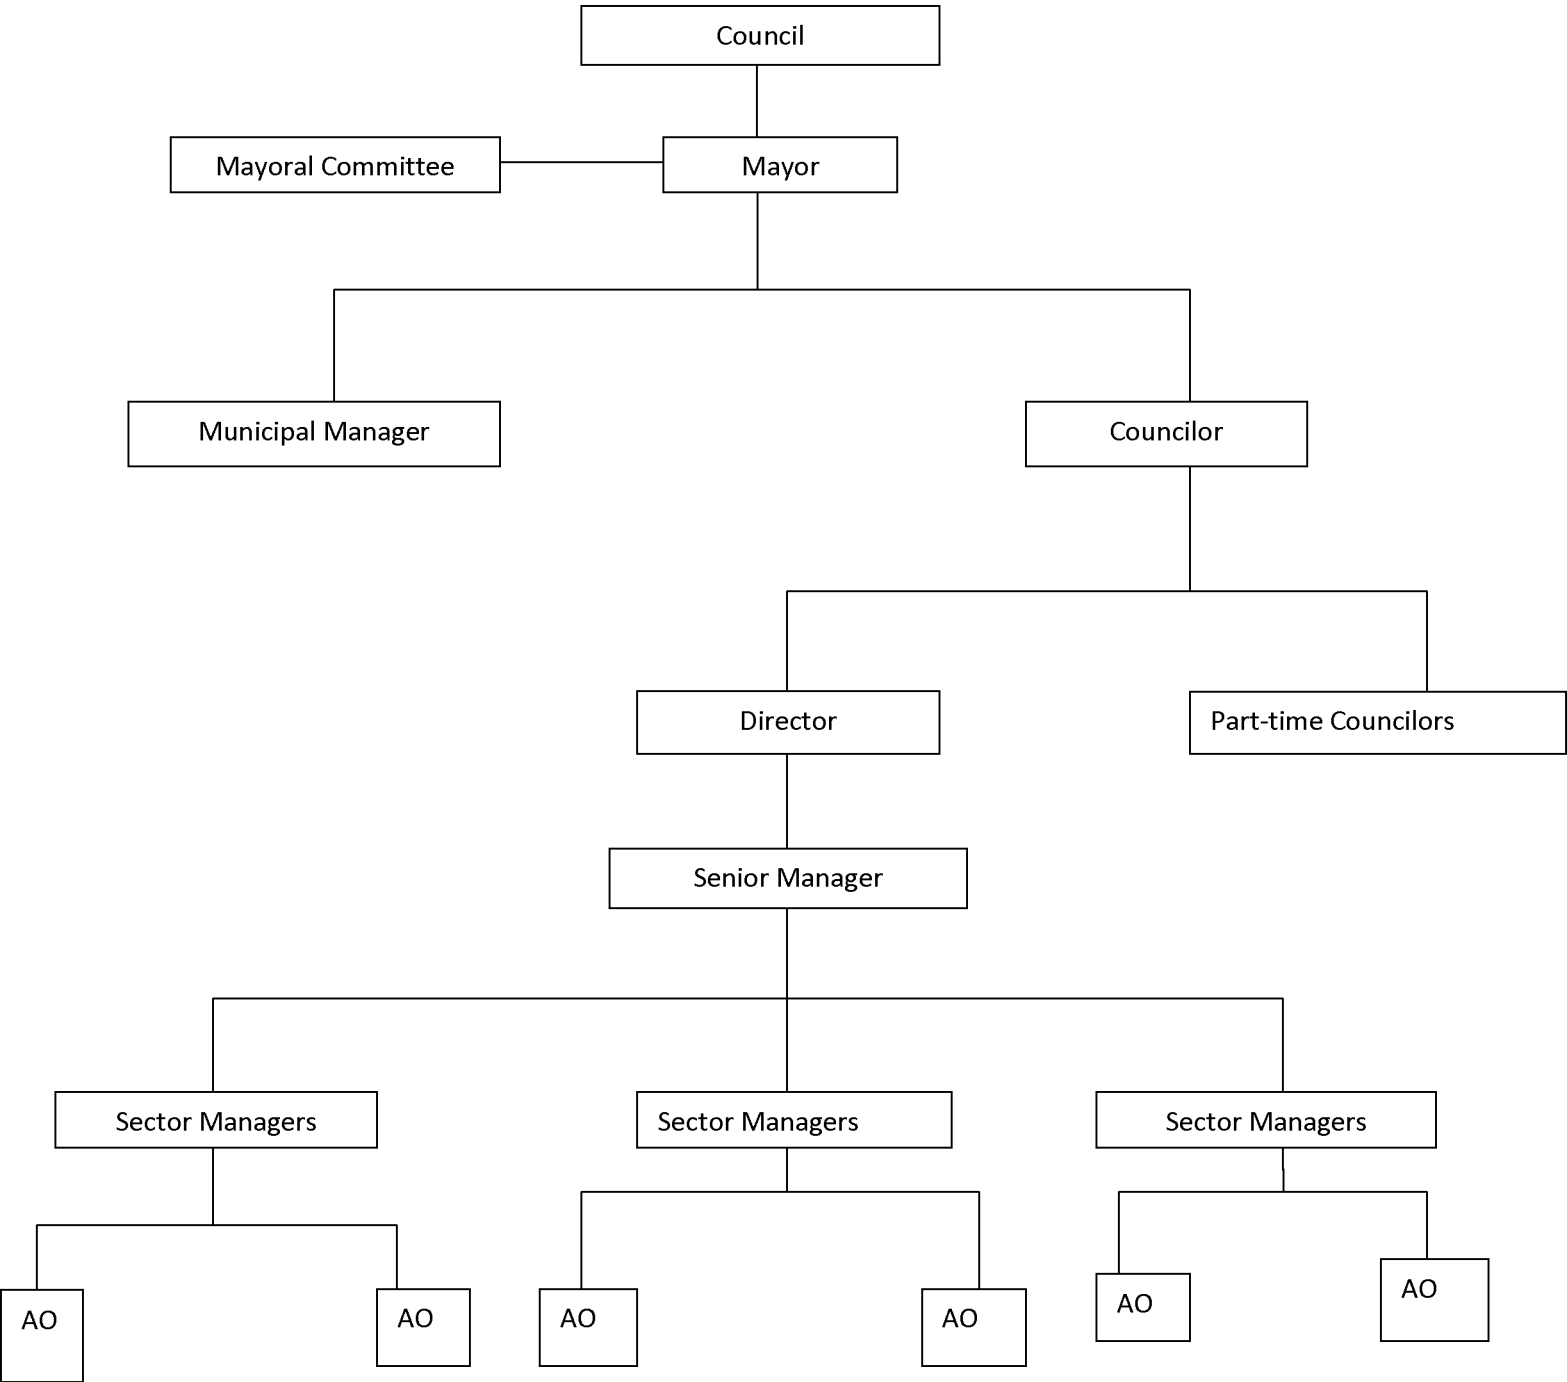 Council
Mayoral Committee
Mayor
Municipal Manager
Councilor
Director
Part-time Councilors
Senior Manager
Sector Managers
Sector Managers
Sector Managers
AO
AO
AO
AO
AO
AO